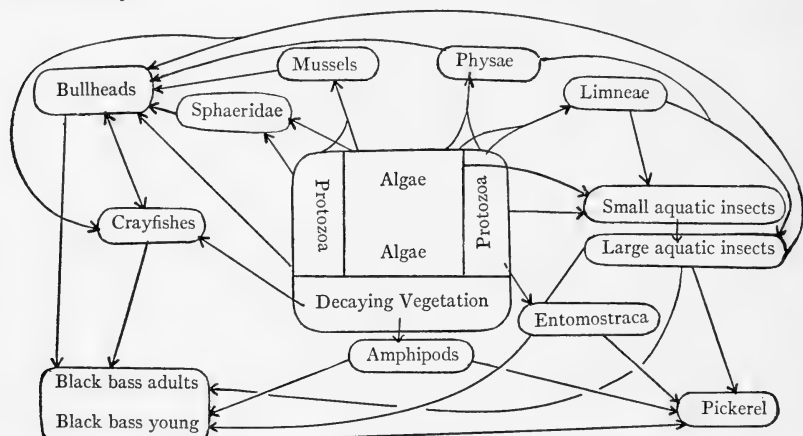 Mussels
Physae
Bullheads
Limneae
Sphaeridae
Protozoa
Algae
Protozoa
Small aquatic insects
Crayfishes
Algae
Large aquatic insects
Decaying Vegetation
Entomostraca
Amphipods
Black bass adults
Black bass young
Pickerel